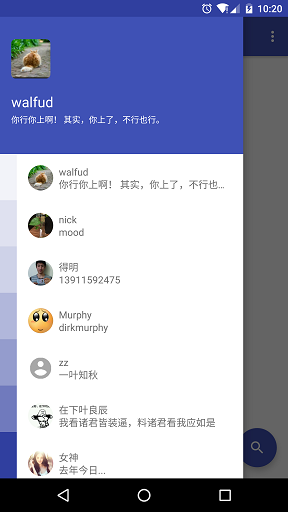 10:20
walfud
你行你上啊！ 其实，你上了，不行也行。
walfud
你行你上啊！ 其实，你上了，不行也...
nick
mood
得明
13911592475
Murphy
dirkmurphy
zz
一叶知秋
在下叶良辰
我看诸君皆装逼，料诸君看我应如是
女神
去年今日...